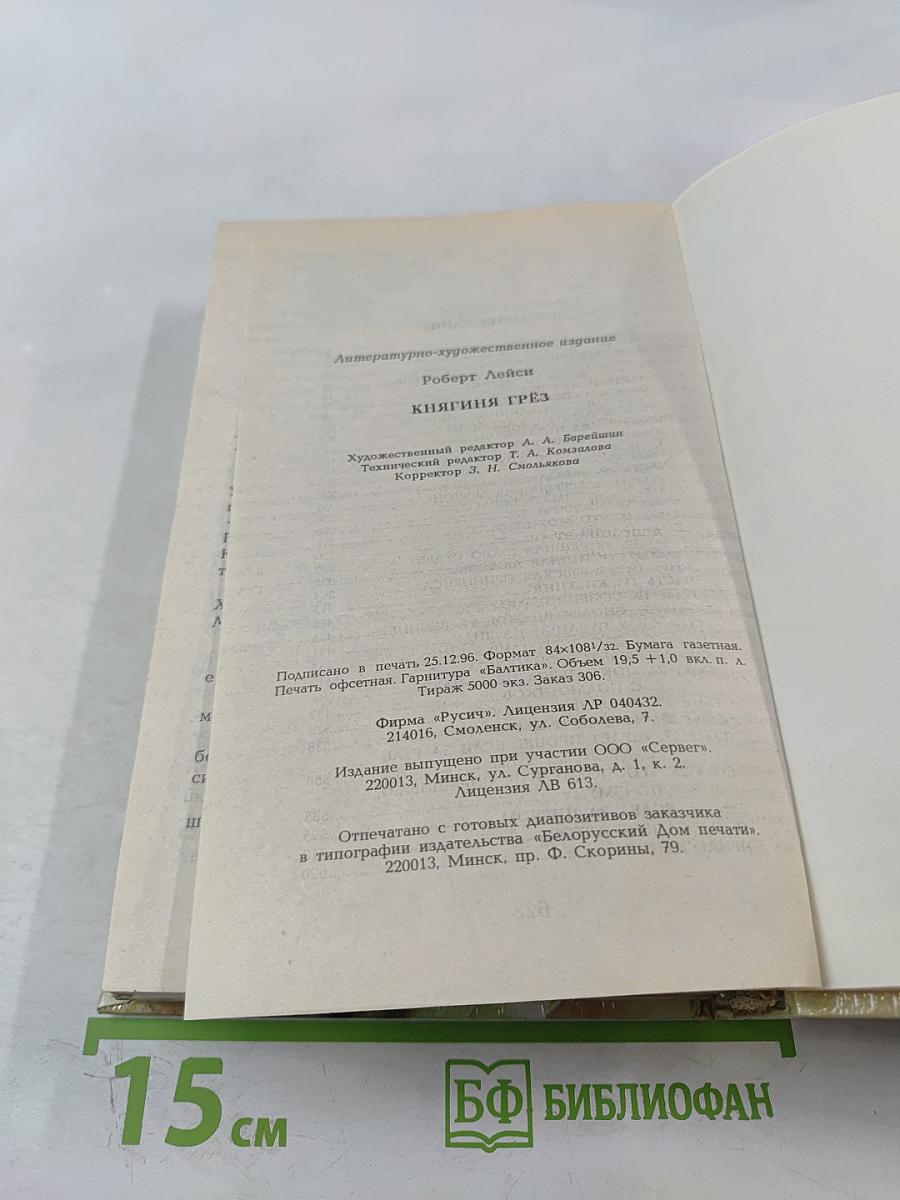 Литературно-художественное издание
Роберт Лейси
КНЯГИНЯ ГРЁЗ
Художественный редактор А. А. Барейшин
Технический редактор Т. А. Комзалова
Корректор З. Н. Смольякова
Подписано в печать 25.12.96. Формат 84×108¹/₃₂. Бумага газетная.
Печать офсетная. Гарнитура «Балтика». Объем 19,5 + 1,0 вкл. п. л.
Тираж 5000 экз. Заказ 306.
Фирма «Русич». Лицензия ЛР 040432.
214016, Смоленск, ул. Соболева, 7.
Издание выпущено при участии ООО «Сервег».
220013, Минск, ул. Сурганова, д. 1, к. 2.
Лицензия ЛВ 613.
Отпечатано с готовых диапозитивов заказчика
в типографии издательства «Белорусский Дом печати».
220013, Минск, пр. Ф. Скорины, 79.
15 см
БФ БИБЛИОФАН